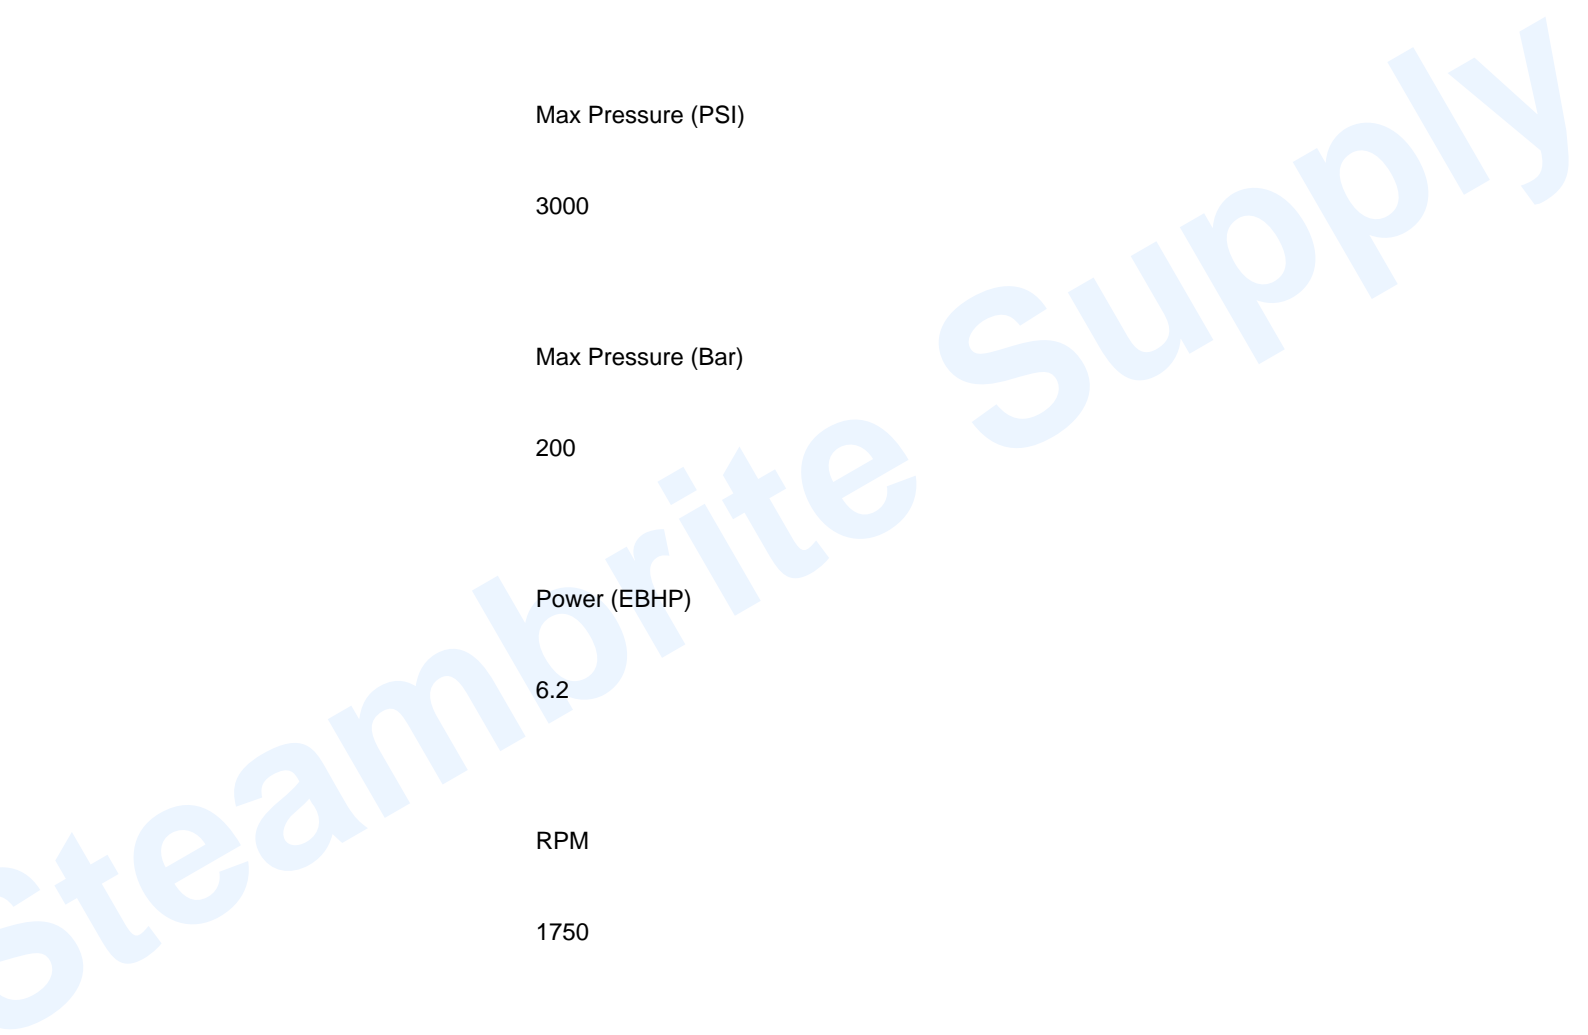 Max Pressure (PSI)
3000
Max Pressure (Bar)
200
Power (EBHP)
6.2
RPM
1750
Steambrite Supply